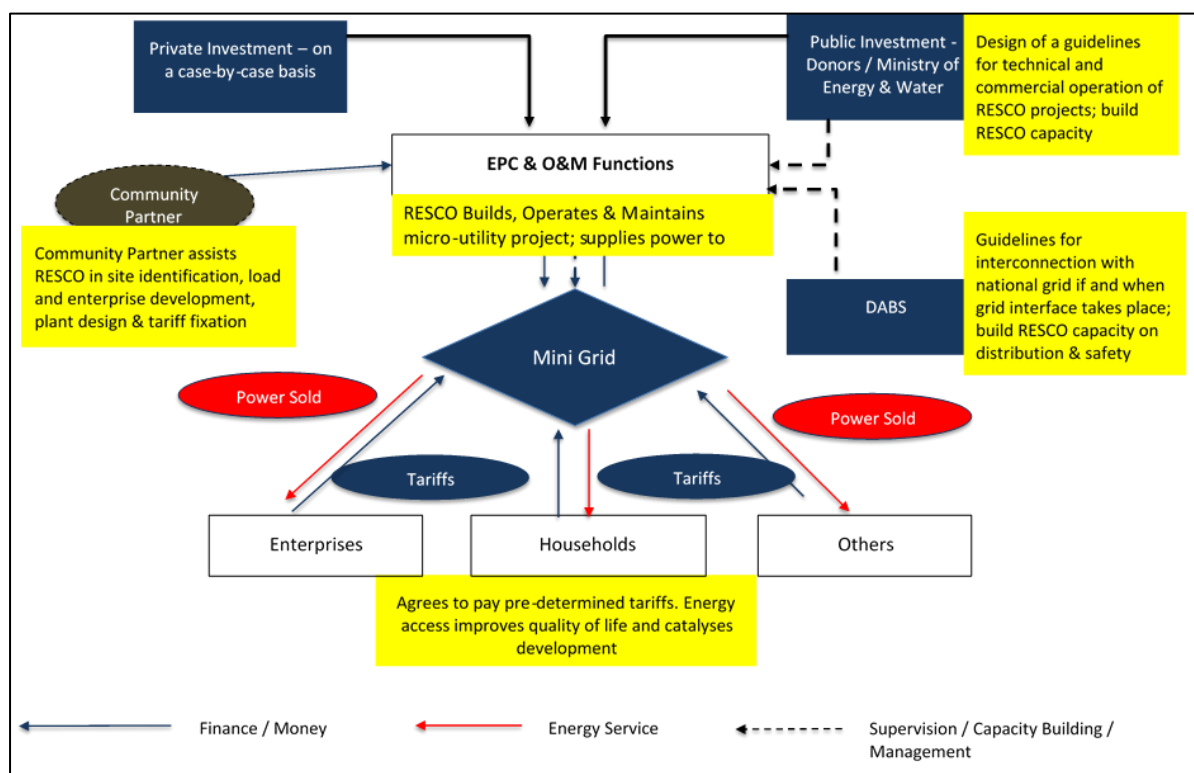 Private Investment – on
a case-by-case basis
Public Investment -
Donors / Ministry of
Energy & Water
Design of a guidelines
for technical and
commercial operation of
RESCO projects; build
RESCO capacity
EPC & O&M Functions
Community
Partner
RESCO Builds, Operates & Maintains
micro-utility project; supplies power to
Community Partner assists
RESCO in site identification, load
and enterprise development,
plant design & tariff fixation
DABS
Guidelines for
interconnection with
national grid if and when
grid interface takes place;
build RESCO capacity on
distribution & safety
Mini Grid
Power Sold
Power Sold
Tariffs
Tariffs
Enterprises
Households
Others
Agrees to pay pre-determined tariffs. Energy
access improves quality of life and catalyses
development
Finance / Money
Energy Service
Supervision / Capacity Building /
Management